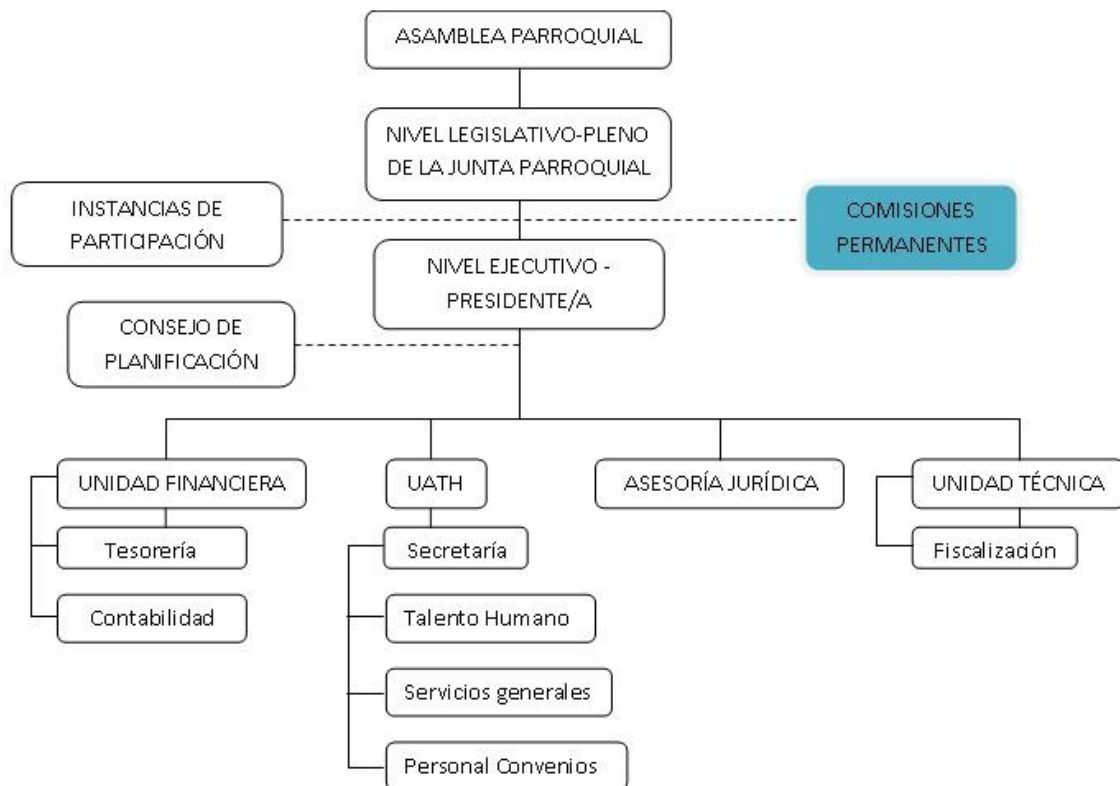 ASAMBLEA PARROQUIAL
NIVEL LEGISLATIVO-PLENO
DE LA JUNTA PARROQUIAL
INSTANCIAS DE
PARTICIPACIÓN
COMISIONES
PERMANENTES
NIVEL EJECUTIVO -
PRESIDENTE/A
CONSEJO DE
PLANIFICACIÓN
UNIDAD FINANCIERA
UATH
ASESORÍA JURÍDICA
UNIDAD TÉCNICA
Tesorería
Secretaría
Fiscalización
Contabilidad
Talento Humano
Servicios generales
Personal Convenios